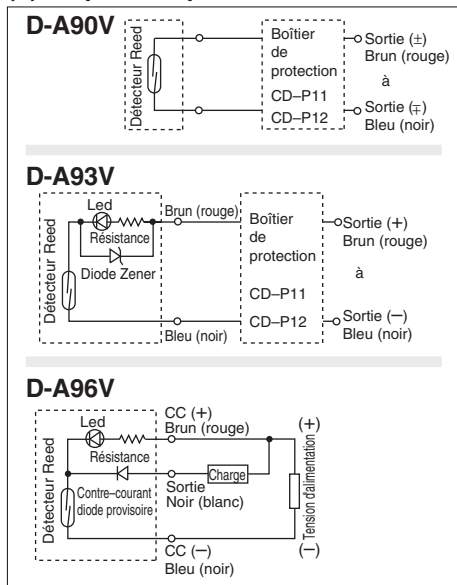 D-A90V
Détecteur Reed
Boîtier
de
protection
CD–P11
CD–P12
Sortie (±)
Brun (rouge)
à
Sortie (∓)
Bleu (noir)
D-A93V
Détecteur Reed
Led
Résistance
Diode Zener
Brun (rouge)
Bleu (noir)
Boîtier
de
protection
CD–P11
CD–P12
Sortie (+)
Brun (rouge)
à
Sortie (−)
Bleu (noir)
D-A96V
Détecteur Reed
Led
Résistance
Contre–courant
diode provisoire
CC (+)
Brun (rouge)
Charge
Sortie
Noir (blanc)
CC (−)
Bleu (noir)
(+)
Tension dalimentation
(−)